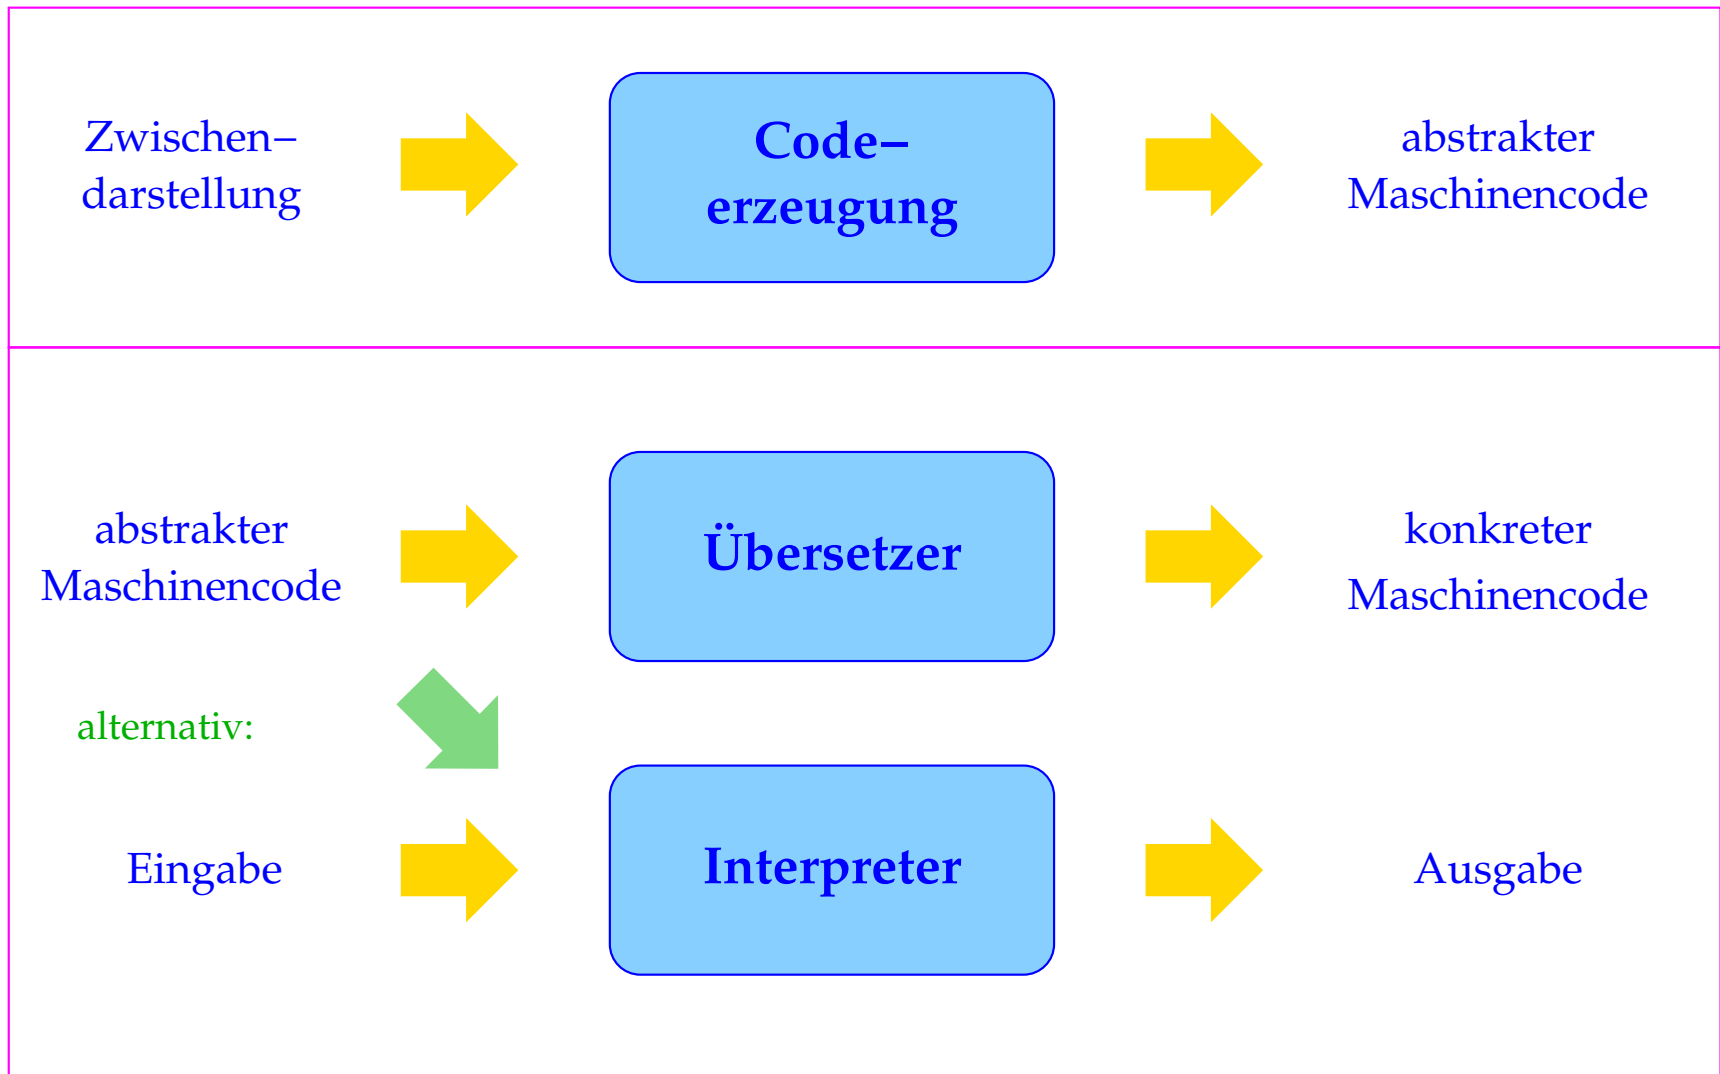 Zwischen–
darstellung
Code–
erzeugung
abstrakter
Maschinencode
abstrakter
Maschinencode
Übersetzer
konkreter
Maschinencode
alternativ:
Eingabe
Interpreter
Ausgabe